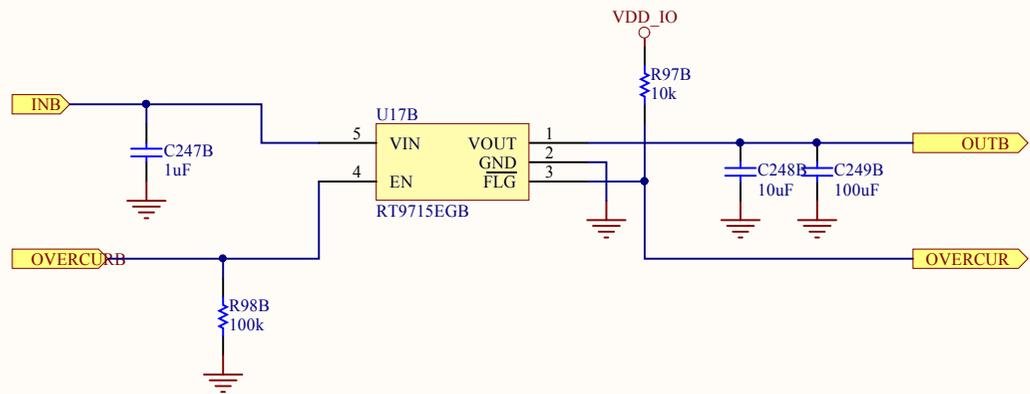 VDD_IO
R97B
10k
INB
C247B
1uF
U17B
5
VIN
4
EN
VOUT
1
GND
2
FLG
3
RT9715EGB
OUTB
C248B
10uF
C249B
100uF
OVERCURB
OVERCUR
R98B
100k